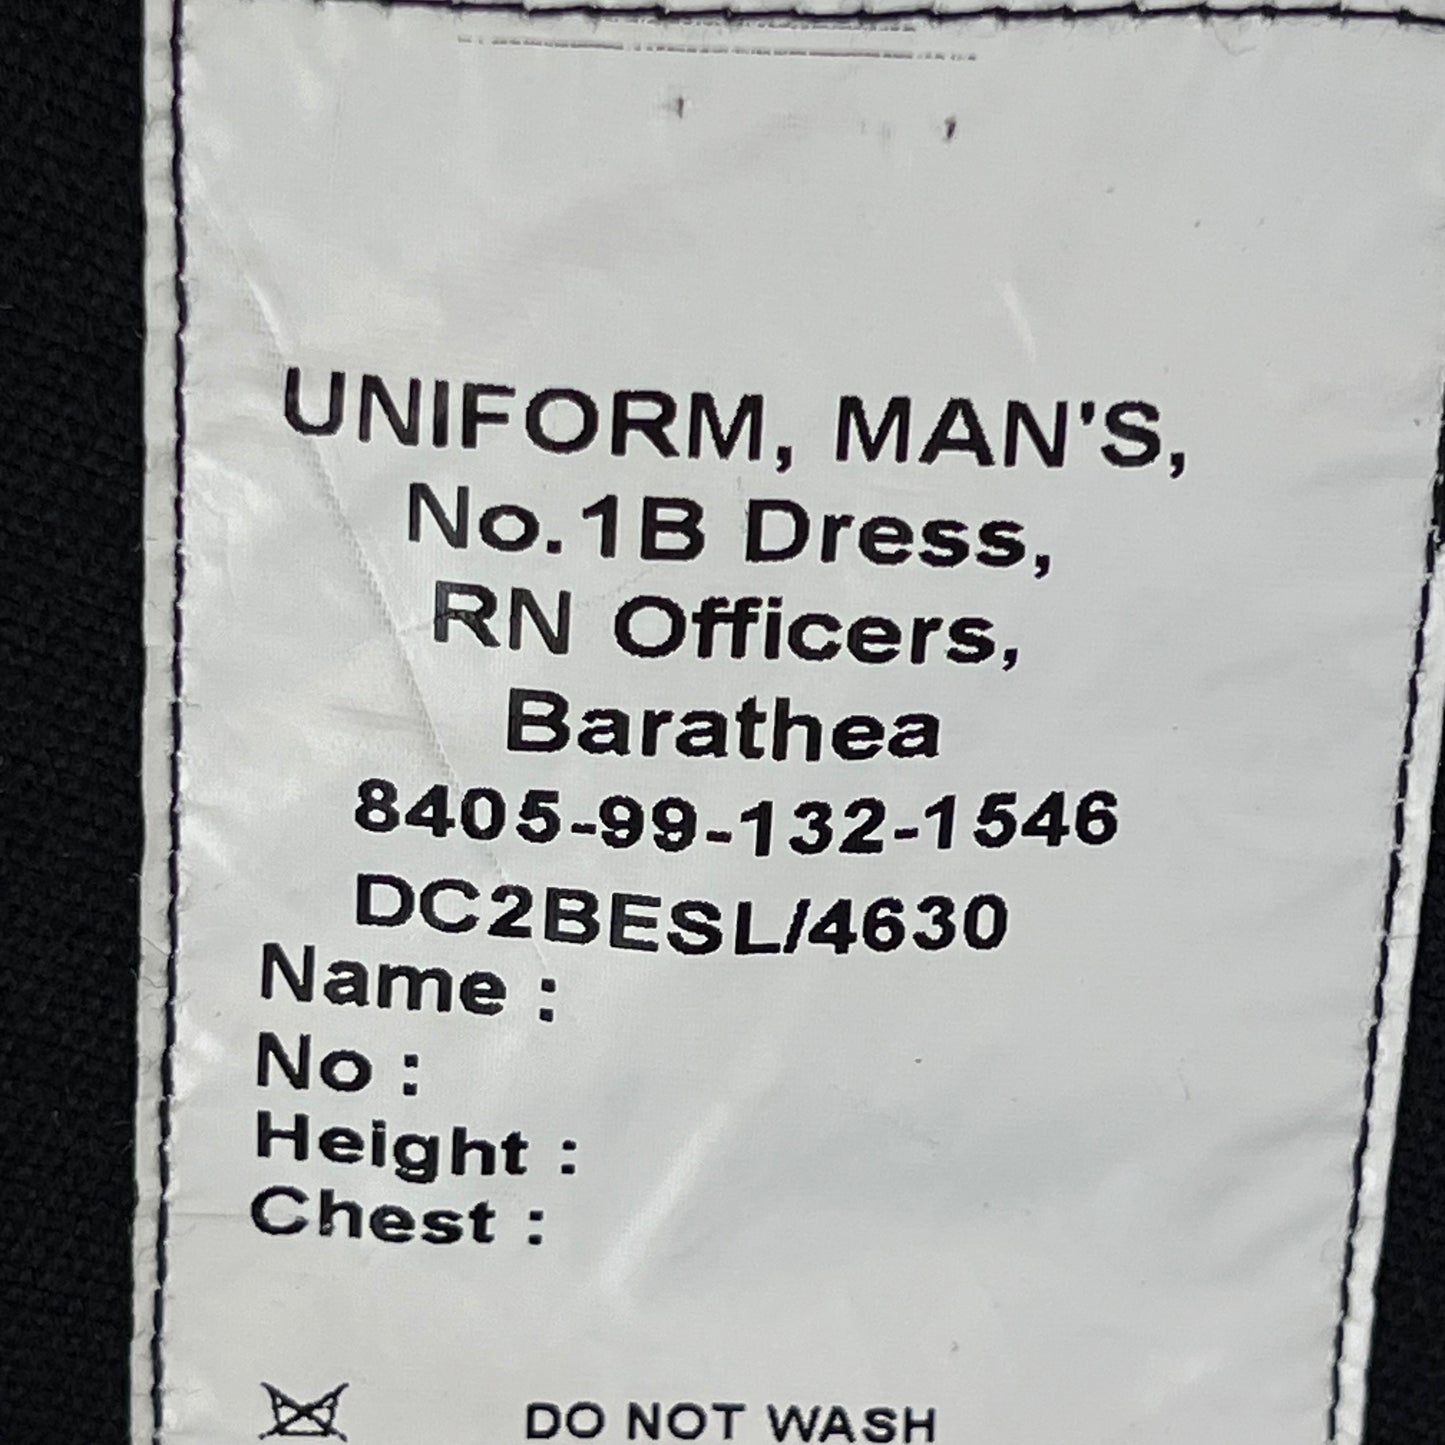 UNIFORM, MAN'S,
No.1B Dress,
RN Officers,
Barathea
8405-99-132-1546
DC2BESL/4630
Name :
No :
Height :
Chest :
DO NOT WASH